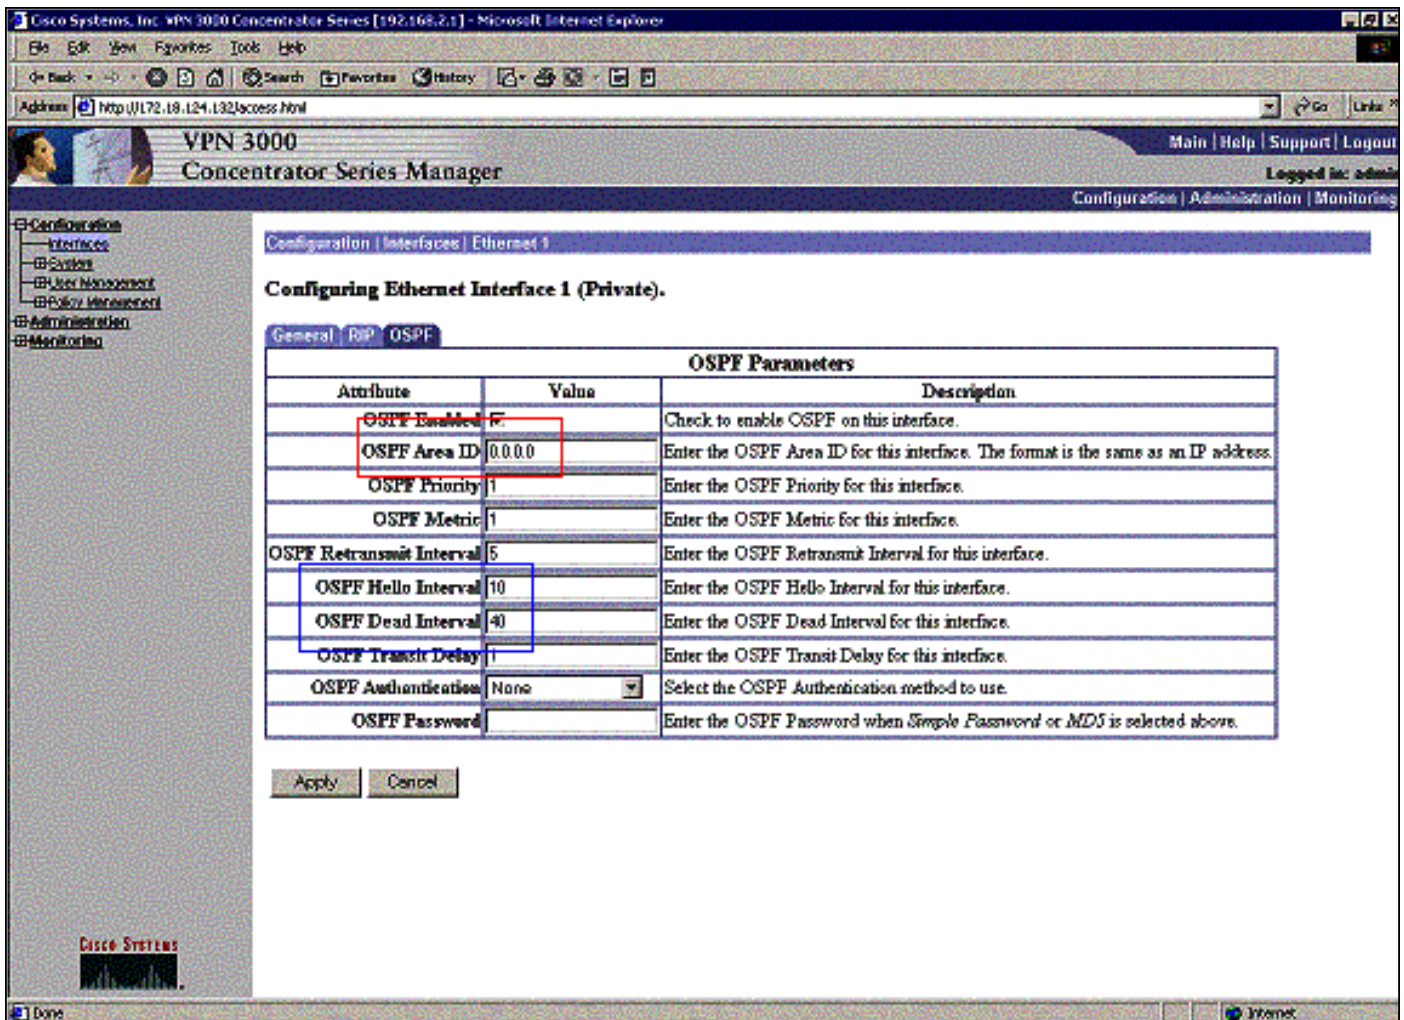 Cisco Systems, Inc. VPN 3000 Concentrator Series [192.168.2.1] - Microsoft Internet Explorer
File Edit View Favorites Tools Help
Back Search Favorites History
Address http://172.18.124.132/access.html Go Links »
VPN 3000
Concentrator Series Manager
Main | Help | Support | Logout
Logged in: admin
Configuration | Administration | Monitoring
Configuration
Interfaces
System
User Management
Policy Management
Administration
Monitoring
Configuration | Interfaces | Ethernet 1
Configuring Ethernet Interface 1 (Private).
General RIP OSPF
OSPF Parameters
Attribute Value Description
OSPF Enabled Check to enable OSPF on this interface.
OSPF Area ID 0.0.0.0 Enter the OSPF Area ID for this interface. The format is the same as an IP address.
OSPF Priority 1 Enter the OSPF Priority for this interface.
OSPF Metric 1 Enter the OSPF Metric for this interface.
OSPF Retransmit Interval 5 Enter the OSPF Retransmit Interval for this interface.
OSPF Hello Interval 10 Enter the OSPF Hello Interval for this interface.
OSPF Dead Interval 40 Enter the OSPF Dead Interval for this interface.
OSPF Transit Delay 1 Enter the OSPF Transit Delay for this interface.
OSPF Authentication None Select the OSPF Authentication method to use.
OSPF Password Enter the OSPF Password when Simple Password or MD5 is selected above.
Apply Cancel
CISCO SYSTEMS
Done Internet